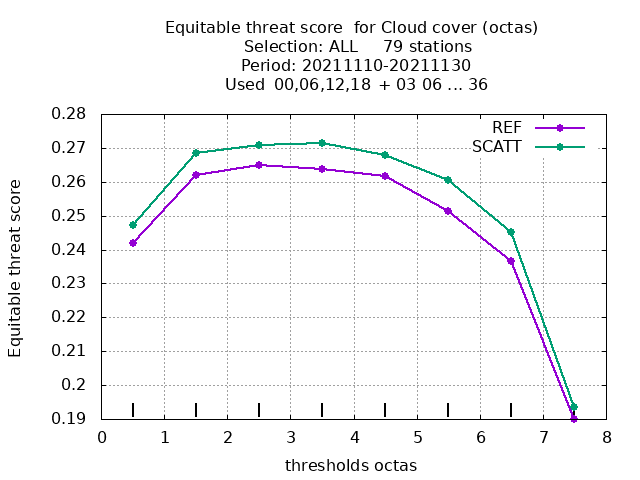 Equitable threat score  for Cloud cover (octas)
Selection: ALL     79 stations
Period: 20211110-20211130
Used  00,06,12,18  + 03 06 ... 36
REF
SCATT
0.28
0.27
0.26
0.25
0.24
0.23
0.22
0.21
0.2
0.19
Equitable threat score
0 1 2 3 4 5 6 7 8
thresholds octas